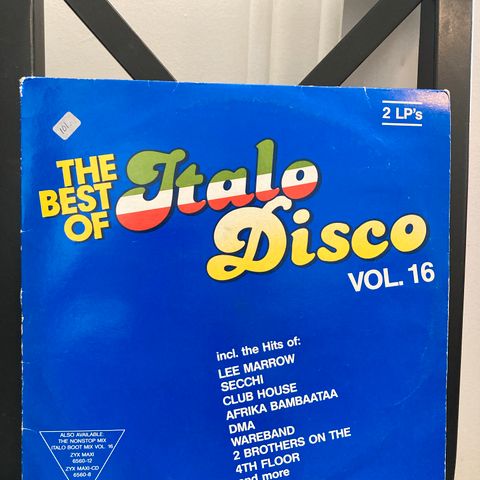 2 LP's
THE
BEST
OF
Italo
Disco
VOL. 16
incl. the Hits of:
LEE MARROW
SECCHI
CLUB HOUSE
AFRIKA BAMBAATAA
DMA
WAREBAND
2 BROTHERS ON THE
4TH FLOOR
and more
ALSO AVAILABLE:
THE NONSTOP MIX
ITALO BOOT MIX VOL. 16
ZYX MAXI
6560-12
ZYX MAXI-CD
6560-8